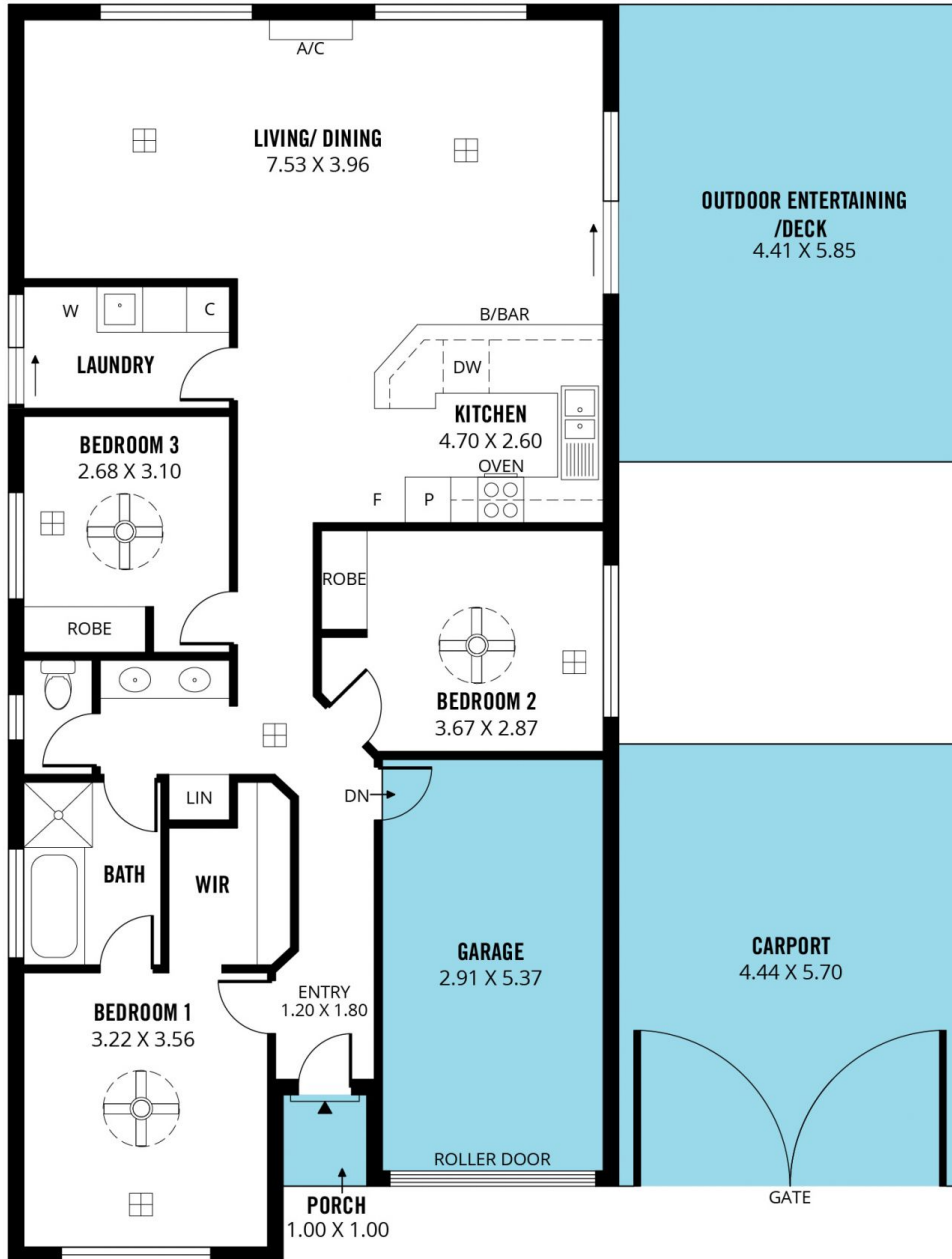 A/C
LIVING/ DINING
7.53 X 3.96
OUTDOOR ENTERTAINING
/DECK
4.41 X 5.85
W
C
LAUNDRY
B/BAR
DW
KITCHEN
4.70 X 2.60
OVEN
F
P
BEDROOM 3
2.68 X 3.10
ROBE
ROBE
BEDROOM 2
3.67 X 2.87
DN
LIN
BATH
WIR
GARAGE
2.91 X 5.37
CARPORT
4.44 X 5.70
ENTRY
1.20 X 1.80
BEDROOM 1
3.22 X 3.56
ROLLER DOOR
GATE
PORCH
1.00 X 1.00